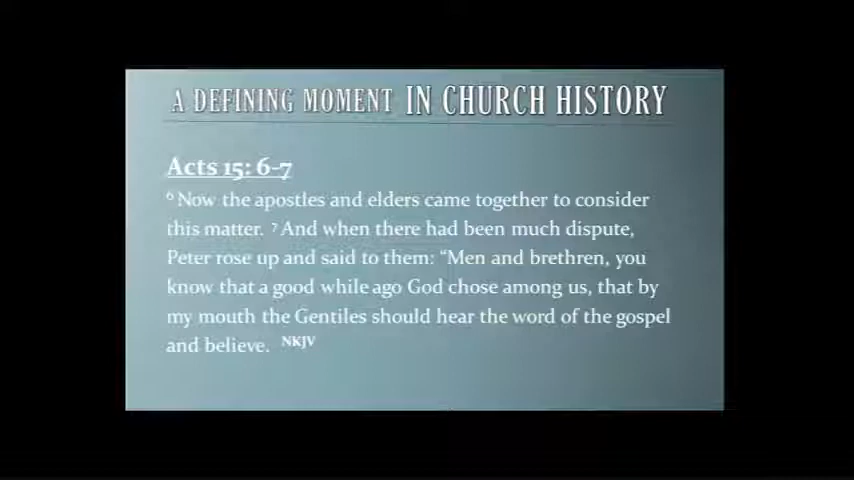 A DEFINING MOMENT IN CHURCH HISTORY
Acts 15: 6-7
⁶ Now the apostles and elders came together to consider
this matter. ⁷ And when there had been much dispute,
Peter rose up and said to them: “Men and brethren, you
know that a good while ago God chose among us, that by
my mouth the Gentiles should hear the word of the gospel
and believe. NKJV